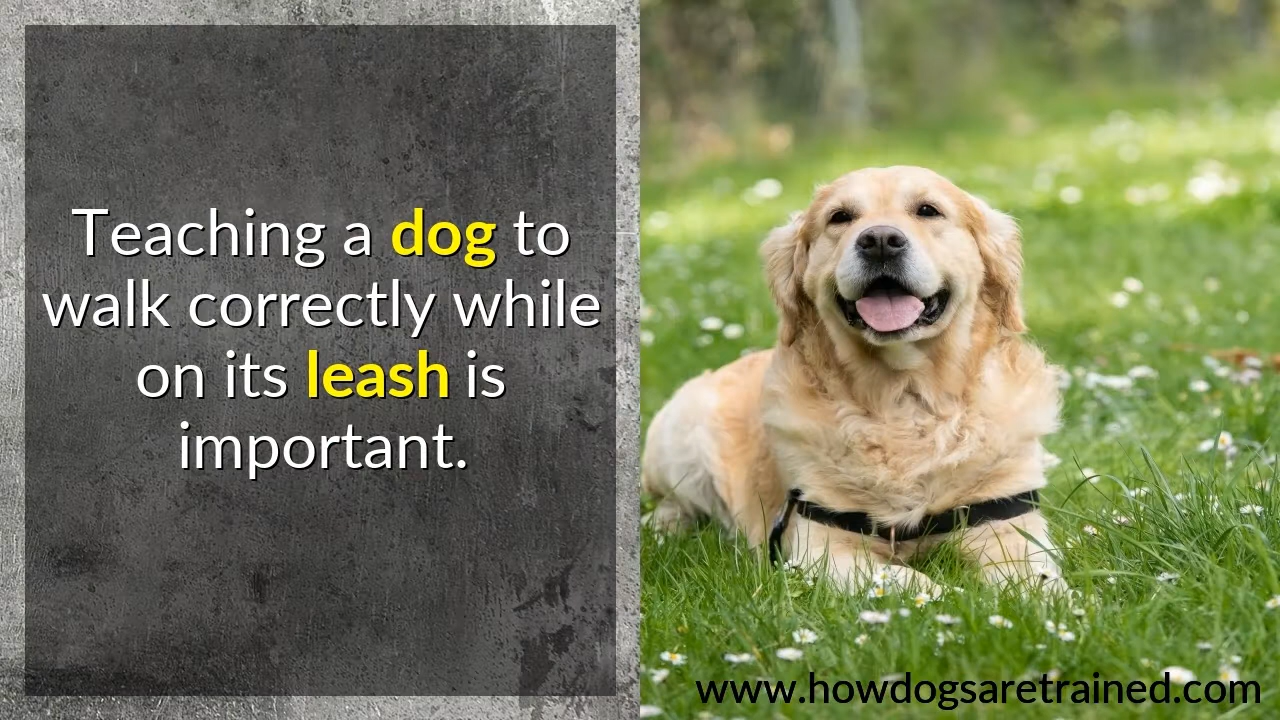 Teaching a dog to
walk correctly while
on its leash is
important.
www.howdogsaretrained.com